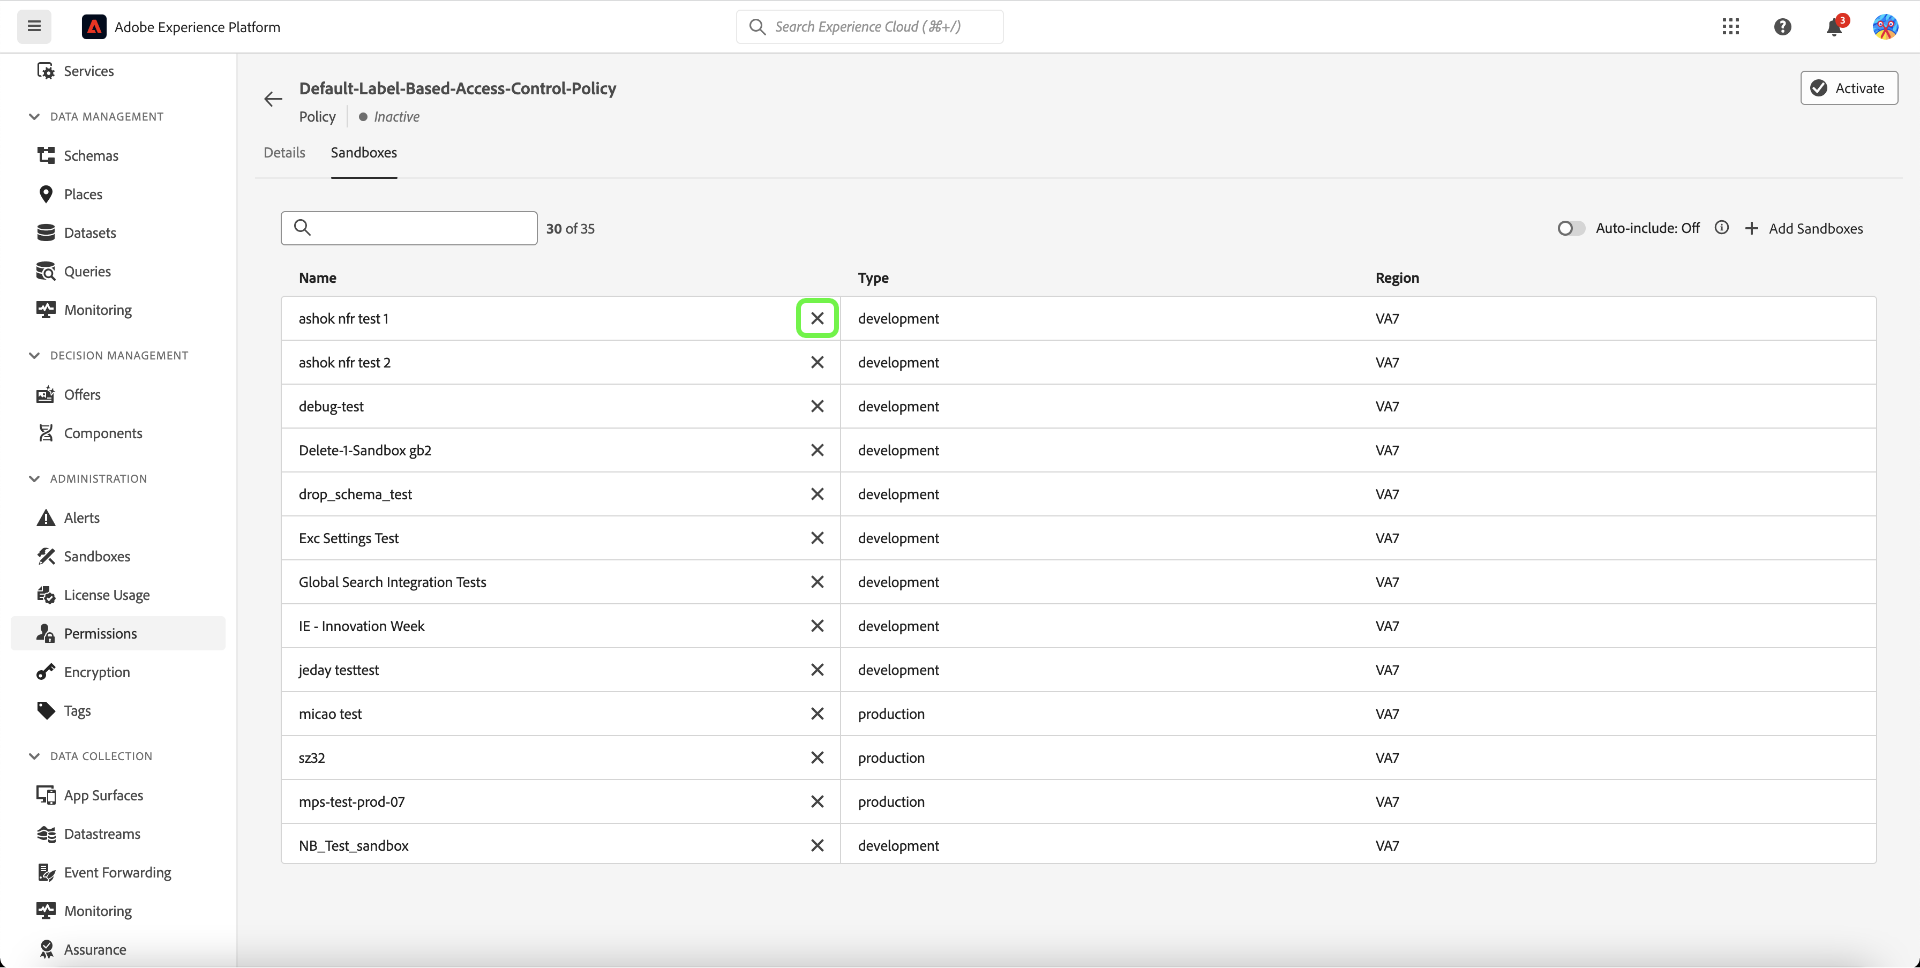 Adobe Experience Platform
Search Experience Cloud (⌘+/)
3
Services
DATA MANAGEMENT
Schemas
Places
Datasets
Queries
Monitoring
DECISION MANAGEMENT
Offers
Components
ADMINISTRATION
Alerts
Sandboxes
License Usage
Permissions
Encryption
Tags
DATA COLLECTION
App Surfaces
Datastreams
Event Forwarding
Monitoring
Assurance
Default-Label-Based-Access-Control-Policy
Policy Inactive
Activate
Details Sandboxes
30 of 35
Auto-include: Off Add Sandboxes
Name Type Region
ashok nfr test 1 development VA7
ashok nfr test 2 development VA7
debug-test development VA7
Delete-1-Sandbox gb2 development VA7
drop_schema_test development VA7
Exc Settings Test development VA7
Global Search Integration Tests development VA7
IE - Innovation Week development VA7
jeday testtest development VA7
micao test production VA7
sz32 production VA7
mps-test-prod-07 production VA7
NB_Test_sandbox development VA7